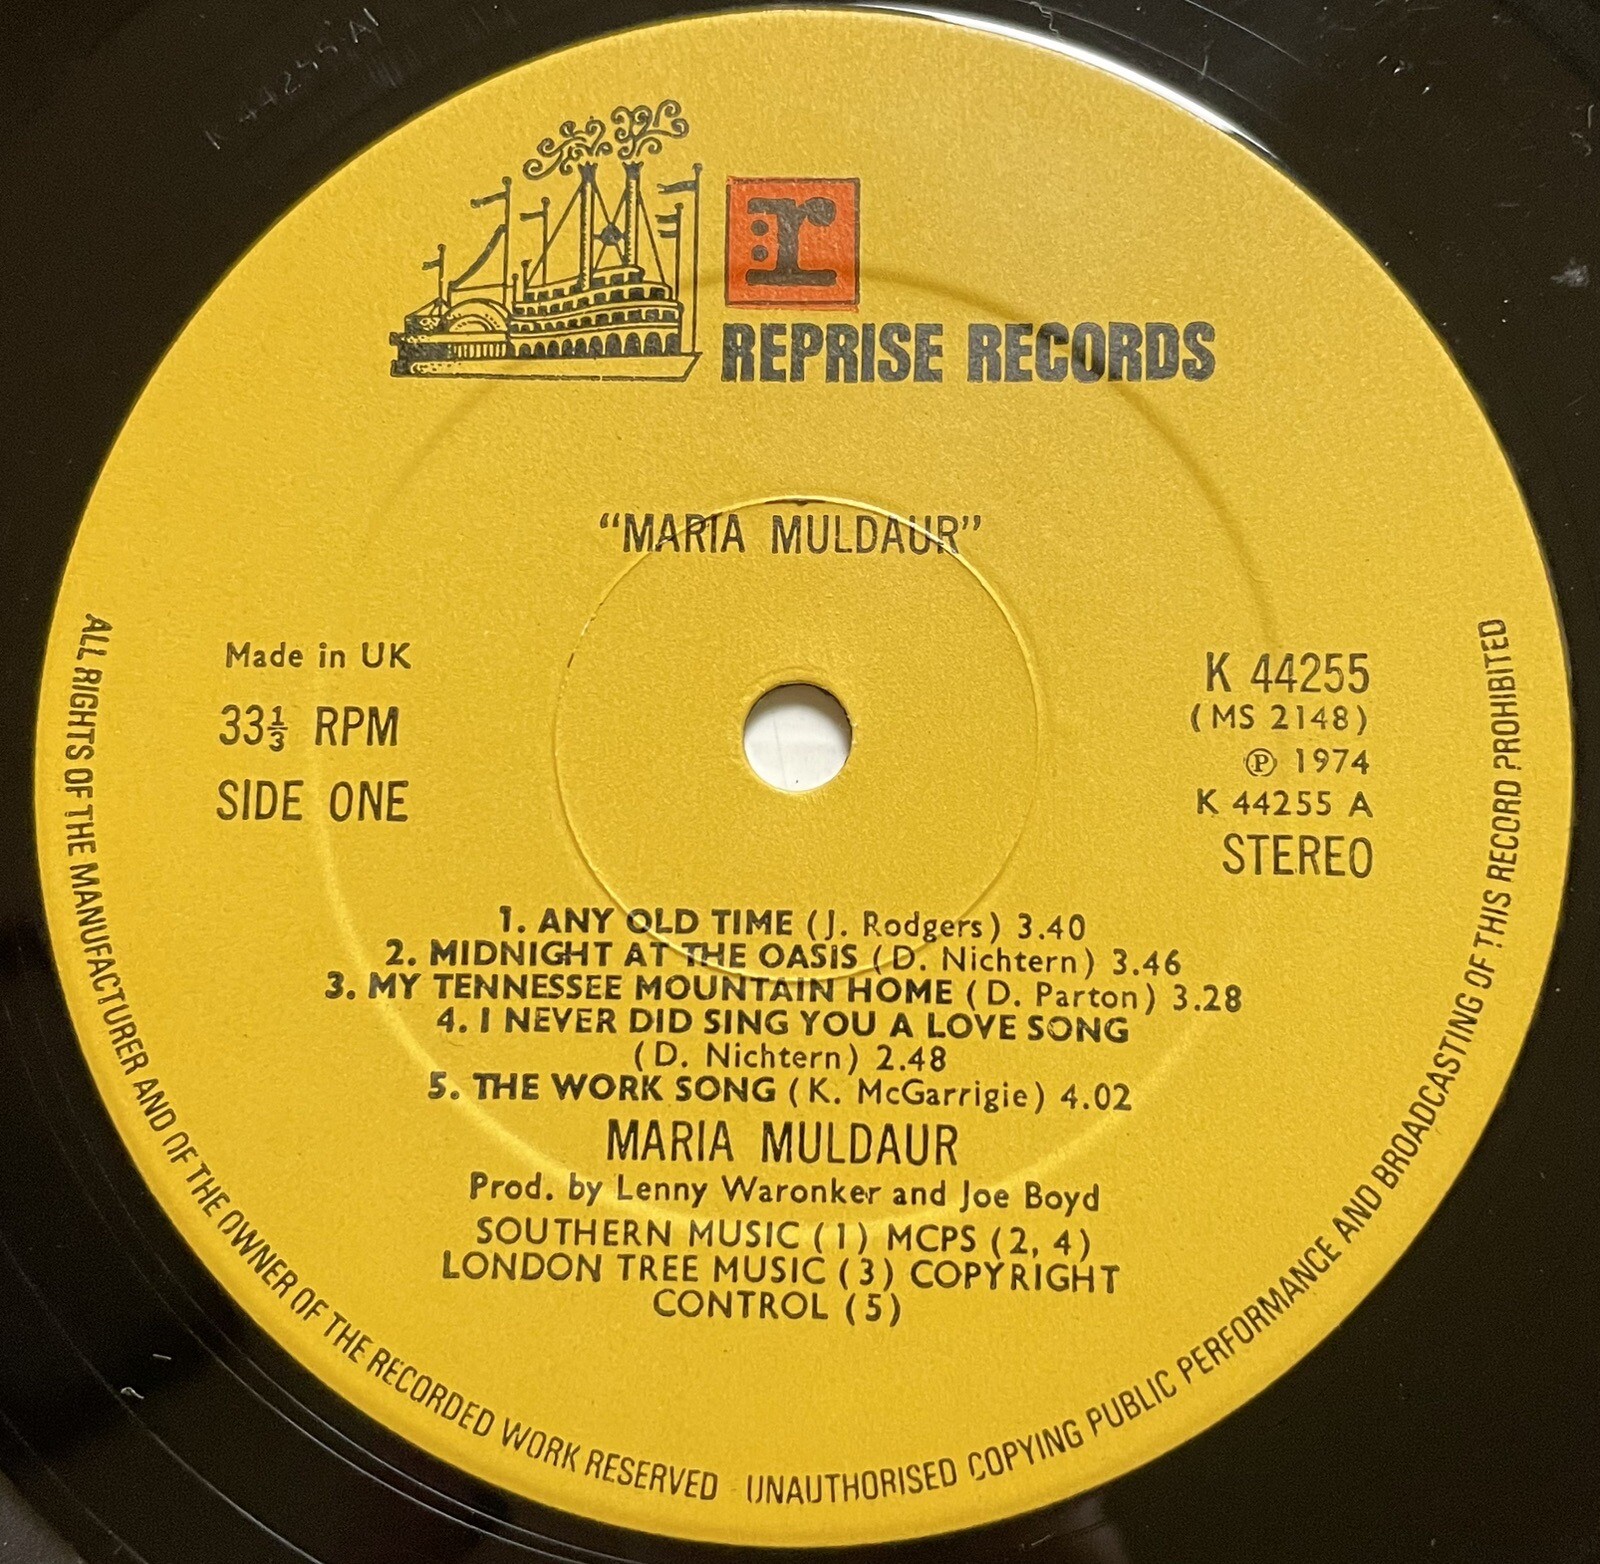 K 44255 A
r:
REPRISE RECORDS
"MARIA MULDAUR"
Made in UK
33⅓ RPM
SIDE ONE
K 44255
(MS 2148)
℗ 1974
K 44255 A
STEREO
1. ANY OLD TIME (J. Rodgers) 3.40
2. MIDNIGHT AT THE OASIS (D. Nichtern) 3.46
3. MY TENNESSEE MOUNTAIN HOME (D. Parton) 3.28
4. I NEVER DID SING YOU A LOVE SONG
(D. Nichtern) 2.48
5. THE WORK SONG (K. McGarrigie) 4.02
MARIA MULDAUR
Prod. by Lenny Waronker and Joe Boyd
SOUTHERN MUSIC (1) MCPS (2, 4)
LONDON TREE MUSIC (3) COPYRIGHT
CONTROL (5)
ALL RIGHTS OF THE MANUFACTURER AND OF THE OWNER OF THE RECORDED WORK RESERVED UNAUTHORISED COPYING PUBLIC PERFORMANCE AND BROADCASTING OF THIS RECORD PROHIBITED